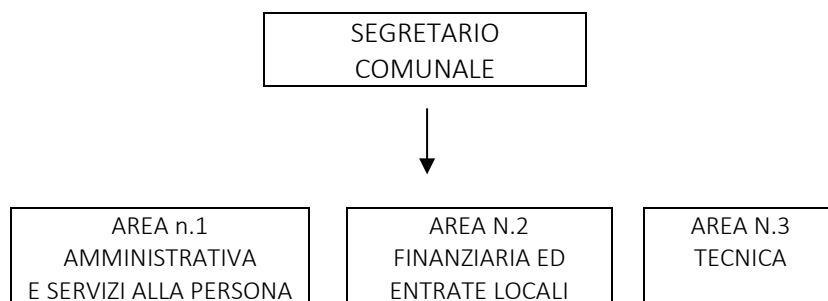 SEGRETARIO
COMUNALE
AREA n.1
AMMINISTRATIVA
E SERVIZI ALLA PERSONA
AREA N.2
FINANZIARIA ED
ENTRATE LOCALI
AREA N.3
TECNICA